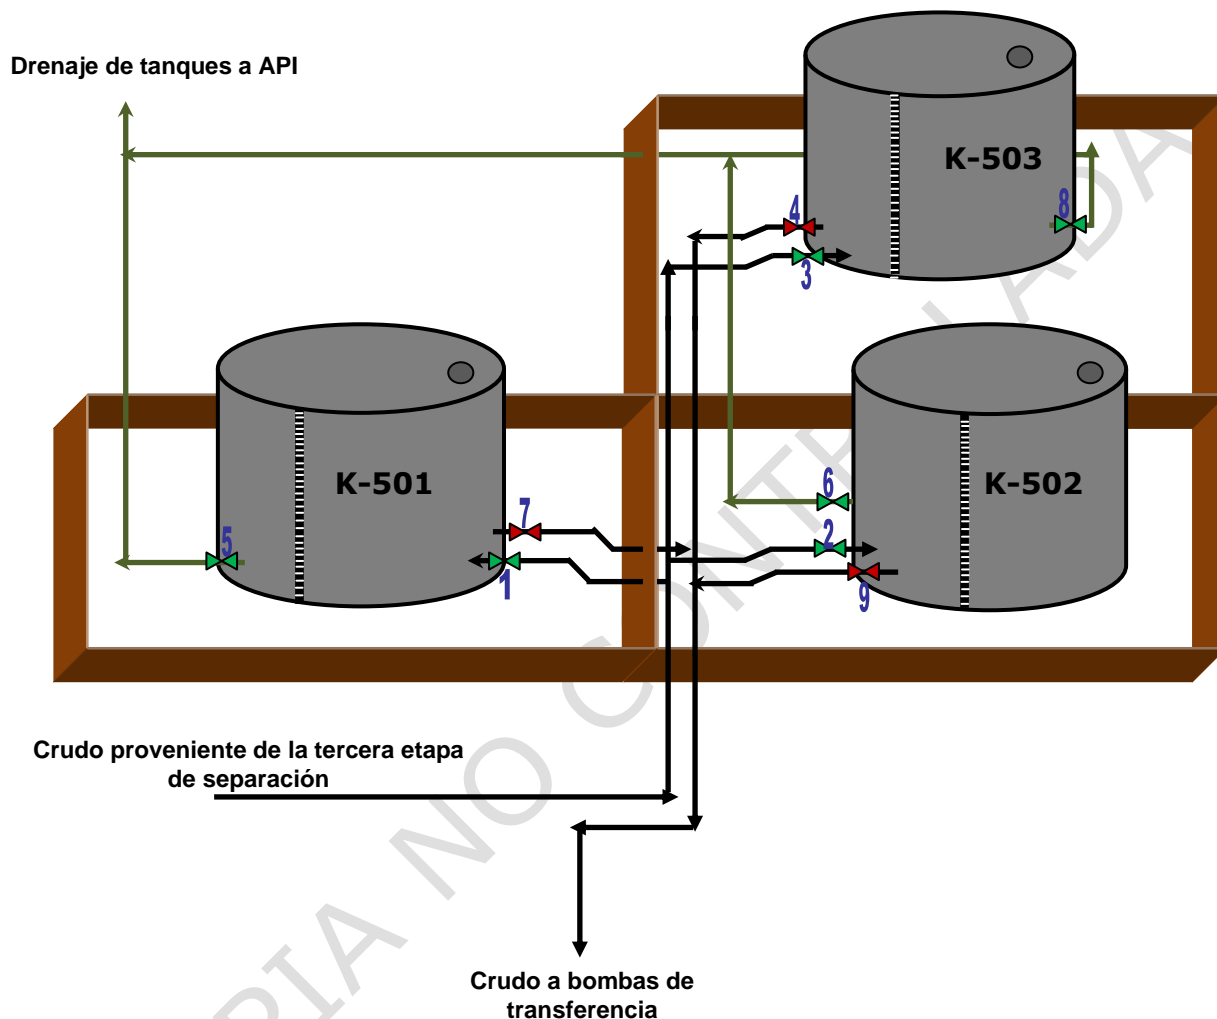 Drenaje de tanques a API
K-503
4
8
3
K-501
K-502
6
7
2
5
1
9
Crudo proveniente de la tercera etapa
de separación
Crudo a bombas de
transferencia